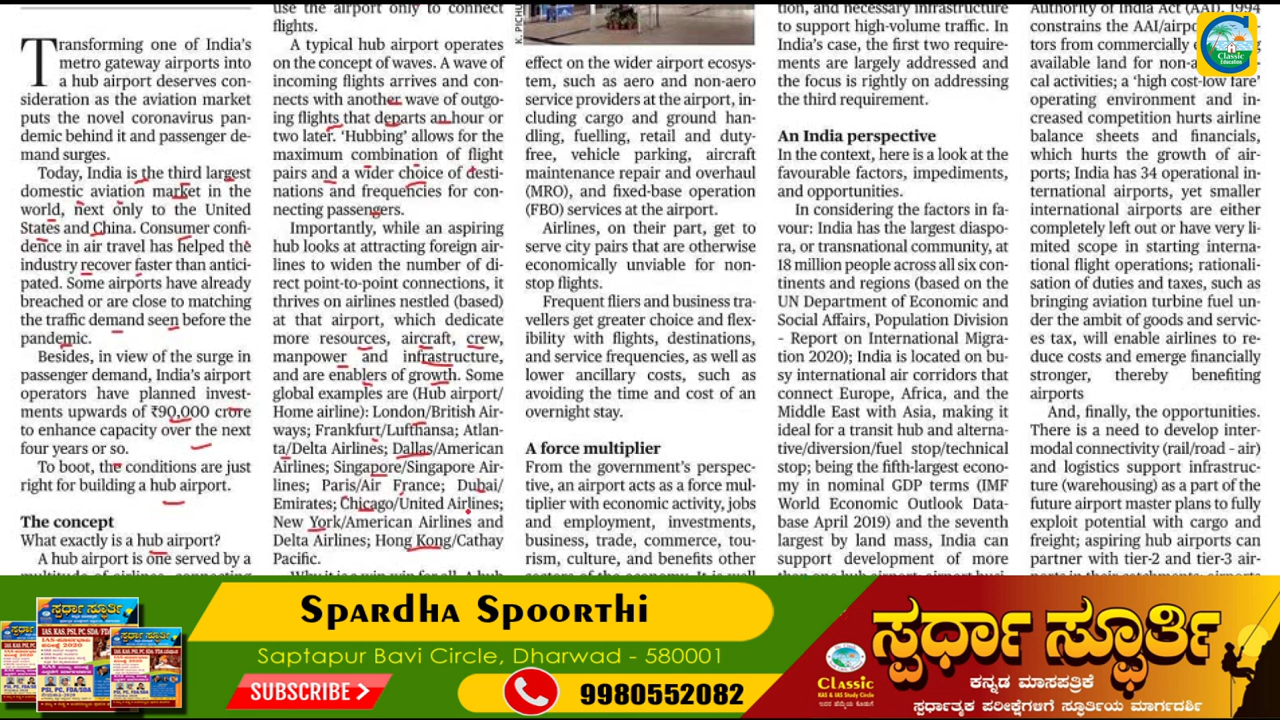 Transforming one of India's
metro gateway airports into
a hub airport deserves con-
sideration as the aviation market
puts the novel coronavirus pan-
demic behind it and passenger de-
mand surges.
Today, India is the third largest
domestic aviation market in the
world, next only to the United
States and China. Consumer confi-
dence in air travel has helped the
industry recover faster than antici-
pated. Some airports have already
breached or are close to matching
the traffic demand seen before the
pandemic.
Besides, in view of the surge in
passenger demand, India's airport
operators have planned invest-
ments upwards of ₹90,000 crore
to enhance capacity over the next
four years or so.
To boot, the conditions are just
right for building a hub airport.
The concept
What exactly is a hub airport?
A hub airport is one served by a
multitude of airlines, connecting
use the airport only to connect
flights.
A typical hub airport operates
on the concept of waves. A wave of
incoming flights arrives and con-
nects with another wave of outgo-
ing flights that departs an hour or
two later. 'Hubbing' allows for the
maximum combination of flight
pairs and a wider choice of desti-
nations and frequencies for con-
necting passengers.
Importantly, while an aspiring
hub looks at attracting foreign air-
lines to widen the number of di-
rect point-to-point connections, it
thrives on airlines nestled (based)
at that airport, which dedicate
more resources, aircraft, crew,
manpower and infrastructure,
and are enablers of growth. Some
global examples are (Hub airport/
Home airline): London/British Air-
ways; Frankfurt/Lufthansa; Atlan-
ta/Delta Airlines; Dallas/American
Airlines; Singapore/Singapore Air-
lines; Paris/Air France; Dubai/
Emirates; Chicago/United Airlines;
New York/American Airlines and
Delta Airlines; Hong Kong/Cathay
Pacific.
K. PICHU
effect on the wider airport ecosys-
tem, such as aero and non-aero
service providers at the airport, in-
cluding cargo and ground han-
dling, fuelling, retail and duty-
free, vehicle parking, aircraft
maintenance repair and overhaul
(MRO), and fixed-base operation
(FBO) services at the airport.
Airlines, on their part, get to
serve city pairs that are otherwise
economically unviable for non-
stop flights.
Frequent fliers and business tra-
vellers get greater choice and flex-
ibility with flights, destinations,
and service frequencies, as well as
lower ancillary costs, such as
avoiding the time and cost of an
overnight stay.
A force multiplier
From the government's perspec-
tive, an airport acts as a force mul-
tiplier with economic activity, jobs
and employment, investments,
business, trade, commerce, tou-
rism, culture, and benefits other
sectors of the economy. It is well
tion, and necessary infrastructure
to support high-volume traffic. In
India's case, the first two require-
ments are largely addressed and
the focus is rightly on addressing
the third requirement.
An India perspective
In the context, here is a look at the
favourable factors, impediments,
and opportunities.
In considering the factors in fa-
vour: India has the largest diaspo-
ra, or transnational community, at
18 million people across all six con-
tinents and regions (based on the
UN Department of Economic and
Social Affairs, Population Division
- Report on International Migra-
tion 2020); India is located on bu-
sy international air corridors that
connect Europe, Africa, and the
Middle East with Asia, making it
ideal for a transit hub and alterna-
tive/diversion/fuel stop/technical
stop; being the fifth-largest econo-
my in nominal GDP terms (IMF
World Economic Outlook Data-
base April 2019) and the seventh
largest by land mass, India can
support development of more
Authority of India Act (AAI), 1994
constrains the AAI/airpo
tors from commercially
available land for non-a
cal activities; a 'high cost-low fare'
operating environment and in-
creased competition hurts airline
balance sheets and financials,
which hurts the growth of air-
ports; India has 34 operational in-
ternational airports, yet smaller
international airports are either
completely left out or have very li-
mited scope in starting interna-
tional flight operations; rationali-
sation of duties and taxes, such as
bringing aviation turbine fuel un-
der the ambit of goods and servic-
es tax, will enable airlines to re-
duce costs and emerge financially
stronger, thereby benefiting
airports
And, finally, the opportunities.
There is a need to develop inter-
modal connectivity (rail/road - air)
and logistics support infrastruc-
ture (warehousing) as a part of the
future airport master plans to fully
exploit potential with cargo and
freight; aspiring hub airports can
partner with tier-2 and tier-3 air-
Classic
Education
Spardha Spoorthi
Saptapur Bavi Circle, Dharwad - 580001
SUBSCRIBE
9980552082
ಸ್ಪರ್ಧಾ ಸ್ಫೂರ್ತಿ
ಕನ್ನಡ ಮಾಸಪತ್ರಿಕೆ
ಸ್ಪರ್ಧಾತ್ಮಕ ಪರೀಕ್ಷೆಗಳಿಗೆ ಸ್ಫೂರ್ತಿಯ ಮಾರ್ಗದರ್ಶಿ
Classic
KAS & IAS Study Circle